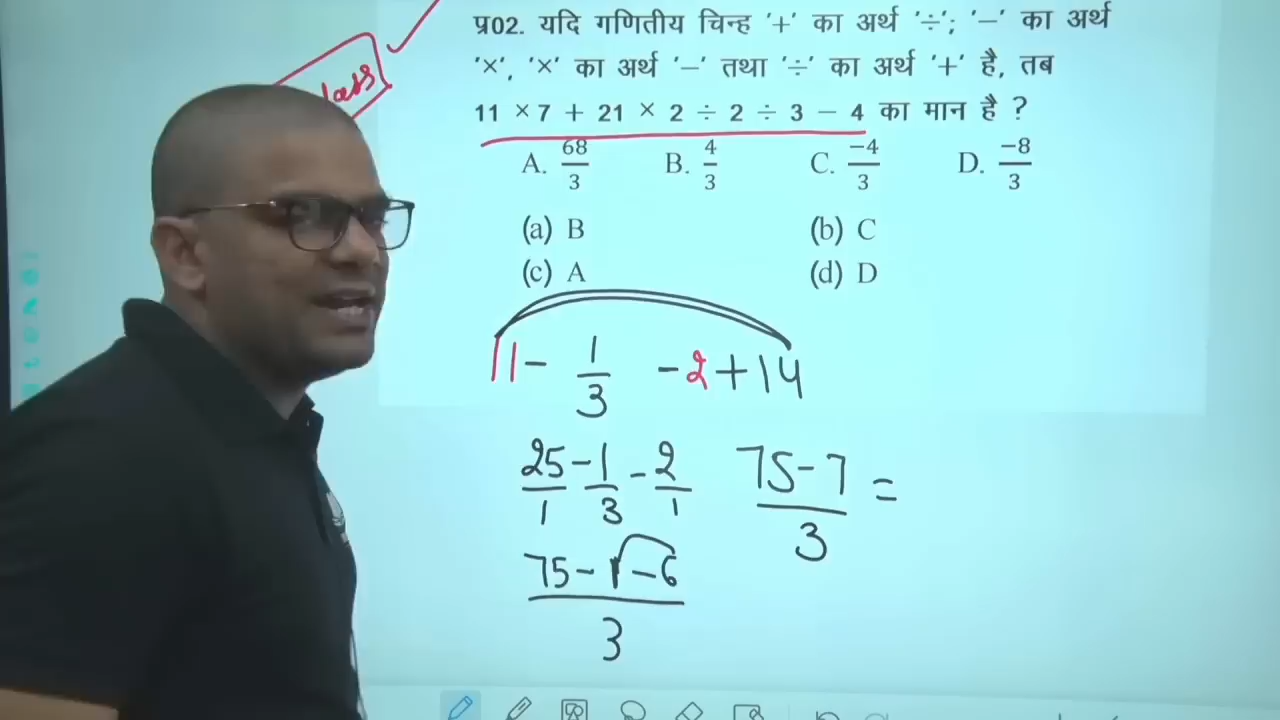 प्र02. यदि गणितीय चिन्ह '+' का अर्थ '÷'; '–' का अर्थ
'×', '×' का अर्थ '–' तथा '÷' का अर्थ '+' है, तब
11 × 7 + 21 × 2 ÷ 2 ÷ 3 – 4 का मान है ?
A. 68/3 B. 4/3 C. -4/3 D. -8/3
(a) B (b) C
(c) A (d) D
11 - 1/3 - 2 + 14
25/1 - 1/3 - 2/1
75-7/3 =
75-1-6/3